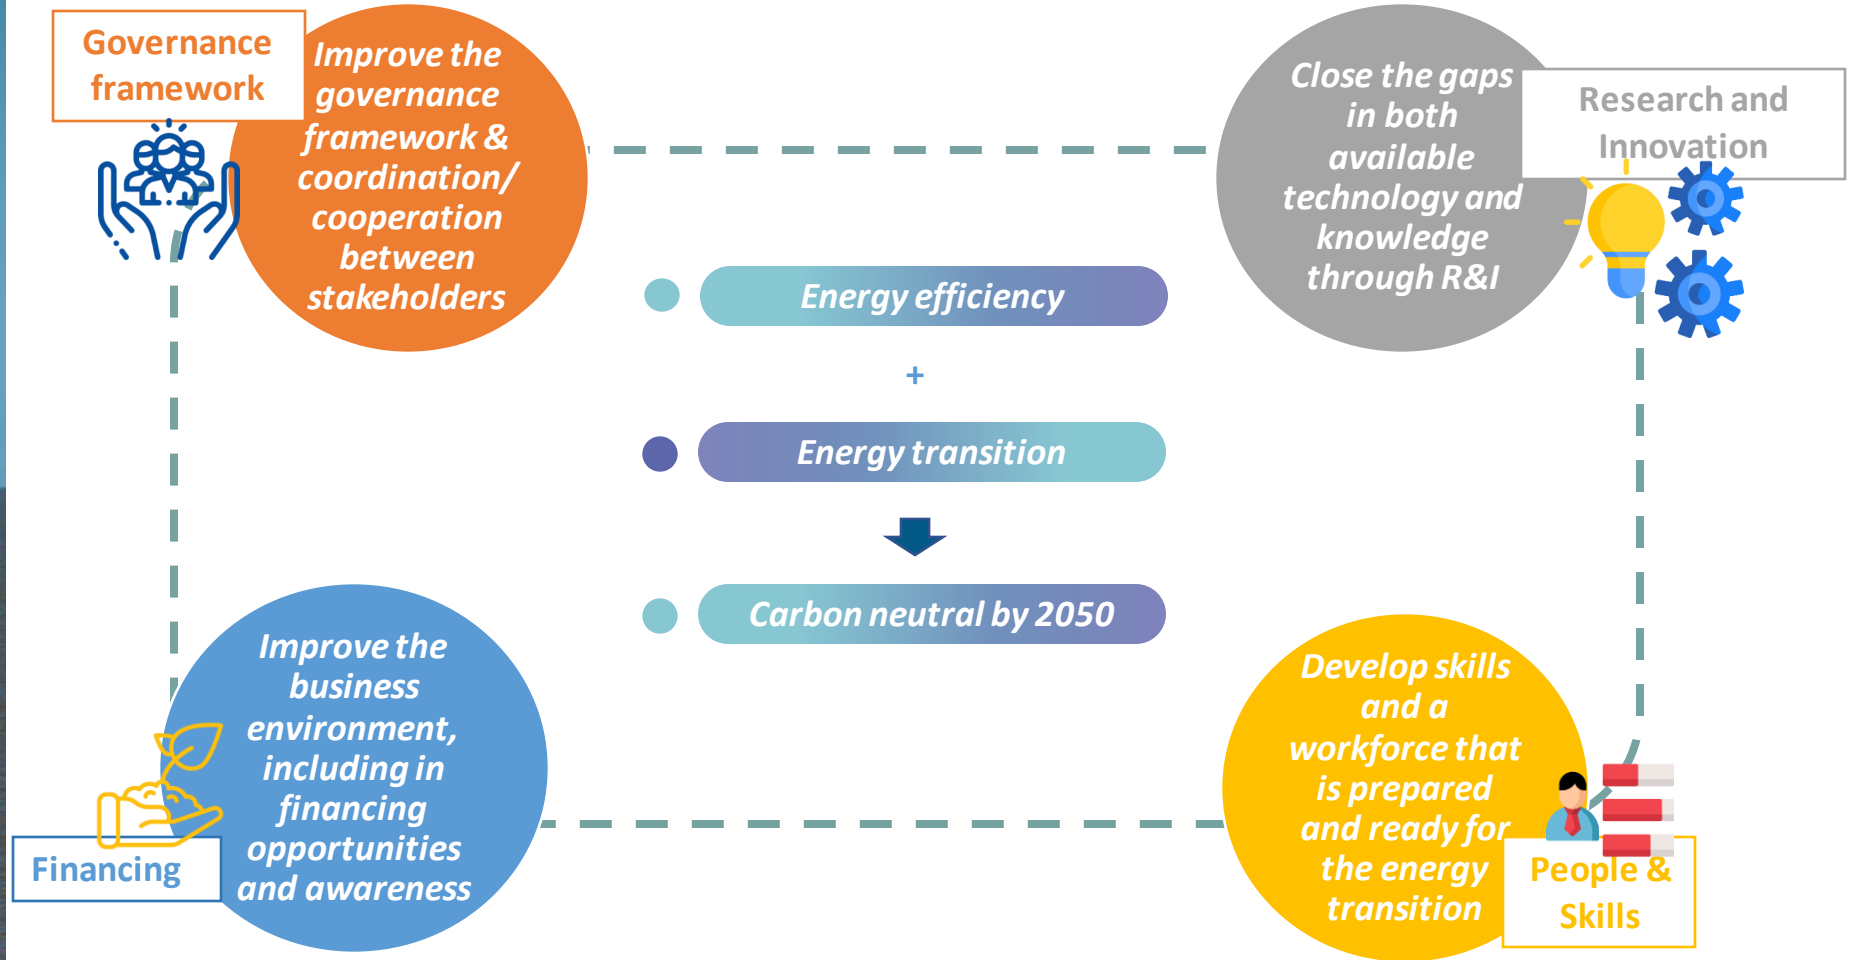 Governance
framework
Improve the
governance
framework &
coordination/
cooperation
between
stakeholders
Close the gaps
in both
available
technology and
knowledge
through R&I
Research and
Innovation
Energy efficiency
+
Energy transition
Carbon neutral by 2050
Improve the
business
environment,
including in
financing
opportunities
and awareness
Financing
Develop skills
and a
workforce that
is prepared
and ready for
the energy
transition
People &
Skills